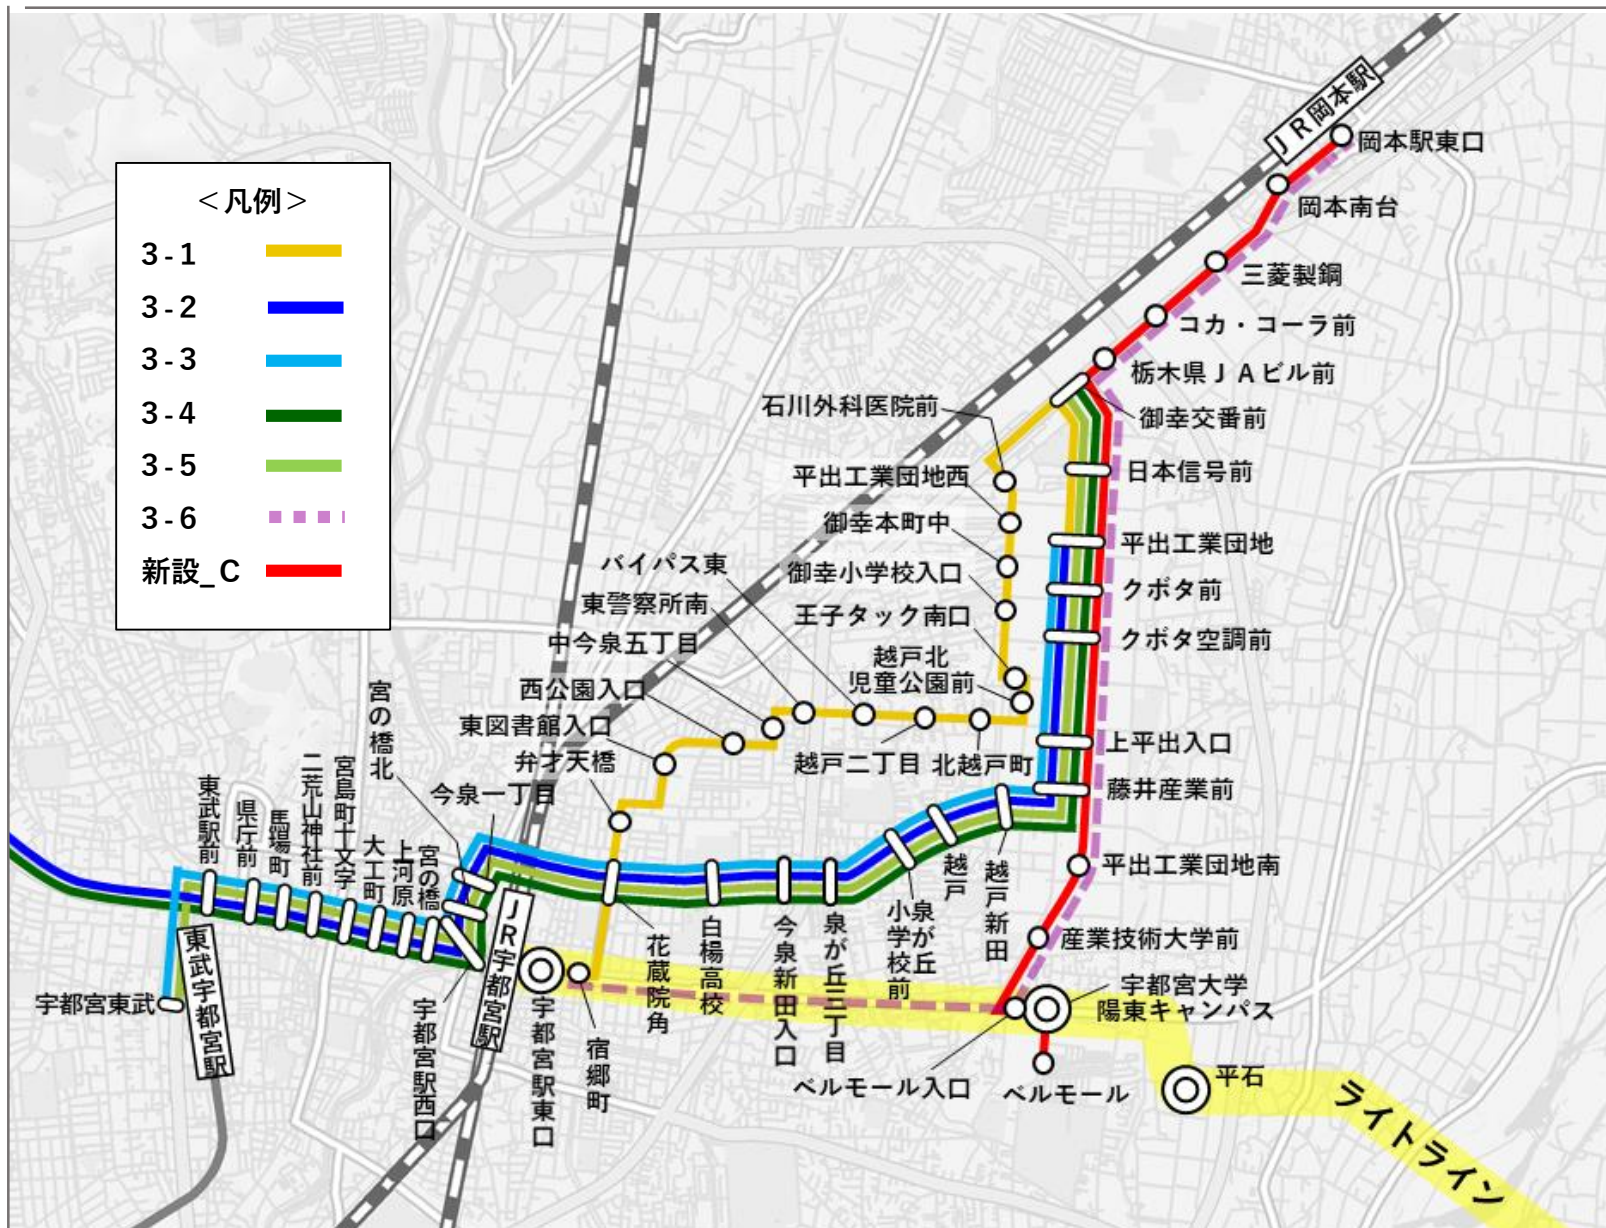 ＜凡例＞
3-1
3-2
3-3
3-4
3-5
3-6
新設_C
ＪＲ岡本駅
岡本駅東口
岡本南台
三菱製鋼
コカ・コーラ前
栃木県ＪＡビル前
御幸交番前
石川外科医院前
日本信号前
平出工業団地西
御幸本町中
平出工業団地
バイパス東
御幸小学校入口
クボタ前
東警察所南
王子タック南口
クボタ空調前
中今泉五丁目
越戸北
児童公園前
西公園入口
東図書館入口
上平出入口
弁才天橋
越戸二丁目
北越戸町
藤井産業前
宮の橋北
今泉一丁目
東武駅前
県庁前
馬場町
二荒山神社前
宮島町十文字
大工町
上河原
宮の橋
越戸
越戸新田
平出工業団地南
泉が丘
小学校前
白楊高校
今泉新田入口
泉が丘三丁目
花蔵院角
産業技術大学前
宇都宮東武
東武宇都宮駅
ＪＲ宇都宮駅
宇都宮駅西口
宇都宮駅東口
宿郷町
宇都宮大学
陽東キャンパス
ベルモール入口
ベルモール
平石
ライトライン